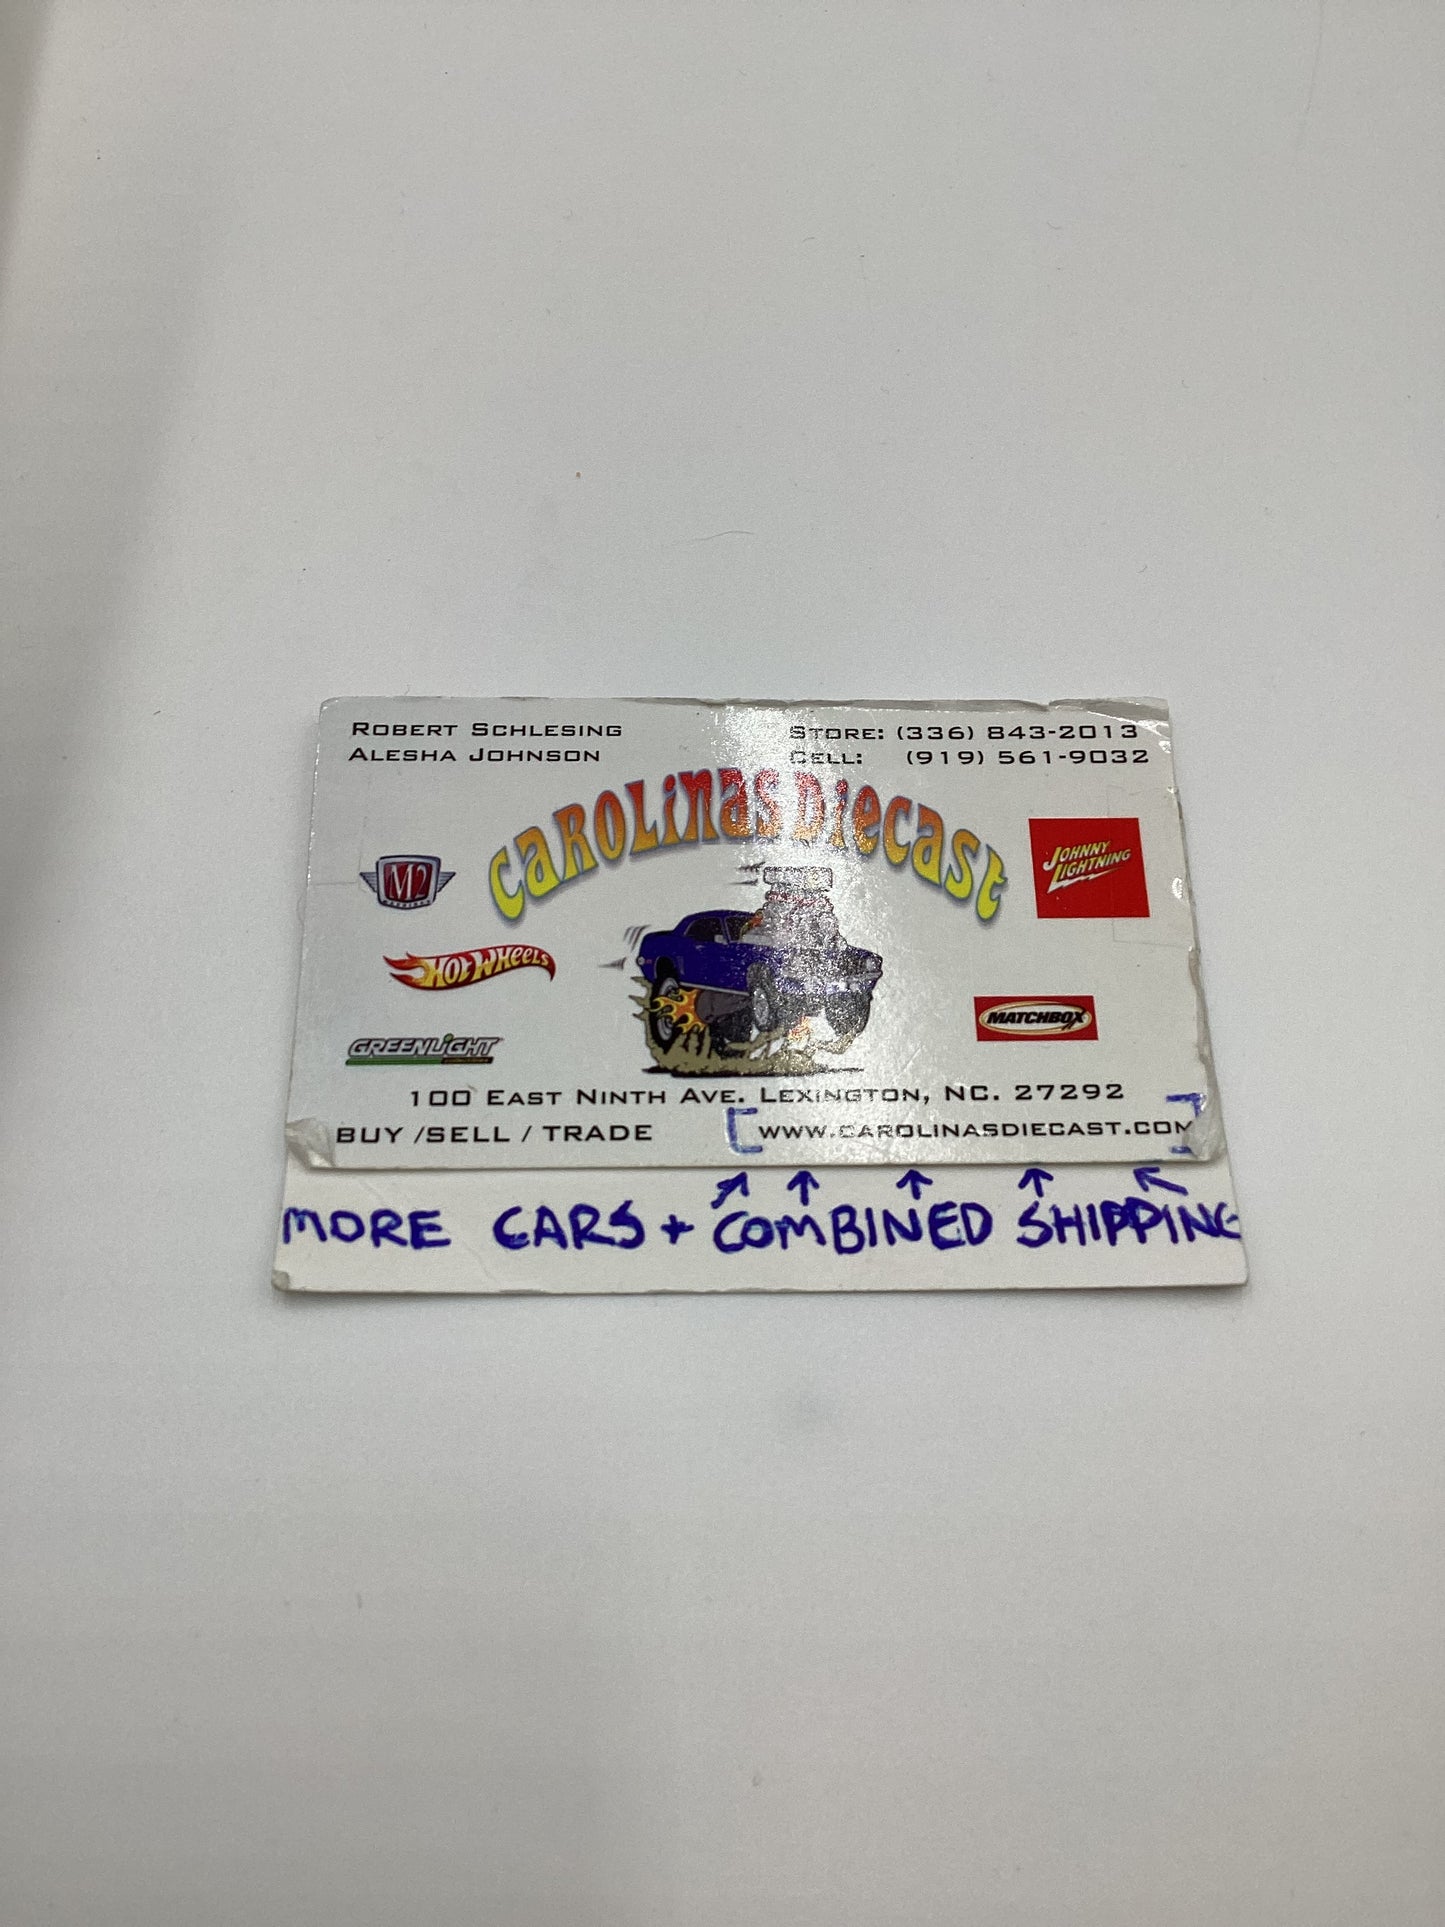 ROBERT SCHLESING
ALESHA JOHNSON
STORE: (336) 843-2013
CELL: (919) 561-9032
CAROLINAS DIECAST
M2
MACHINES
JOHNNY LIGHTNING
HOT WHEELS
MATCHBOX
GREENLIGHT
100 EAST NINTH AVE. LEXINGTON, NC. 27292
BUY /SELL / TRADE
WWW.CAROLINASDIECAST.COM
MORE CARS + COMBINED SHIPPING